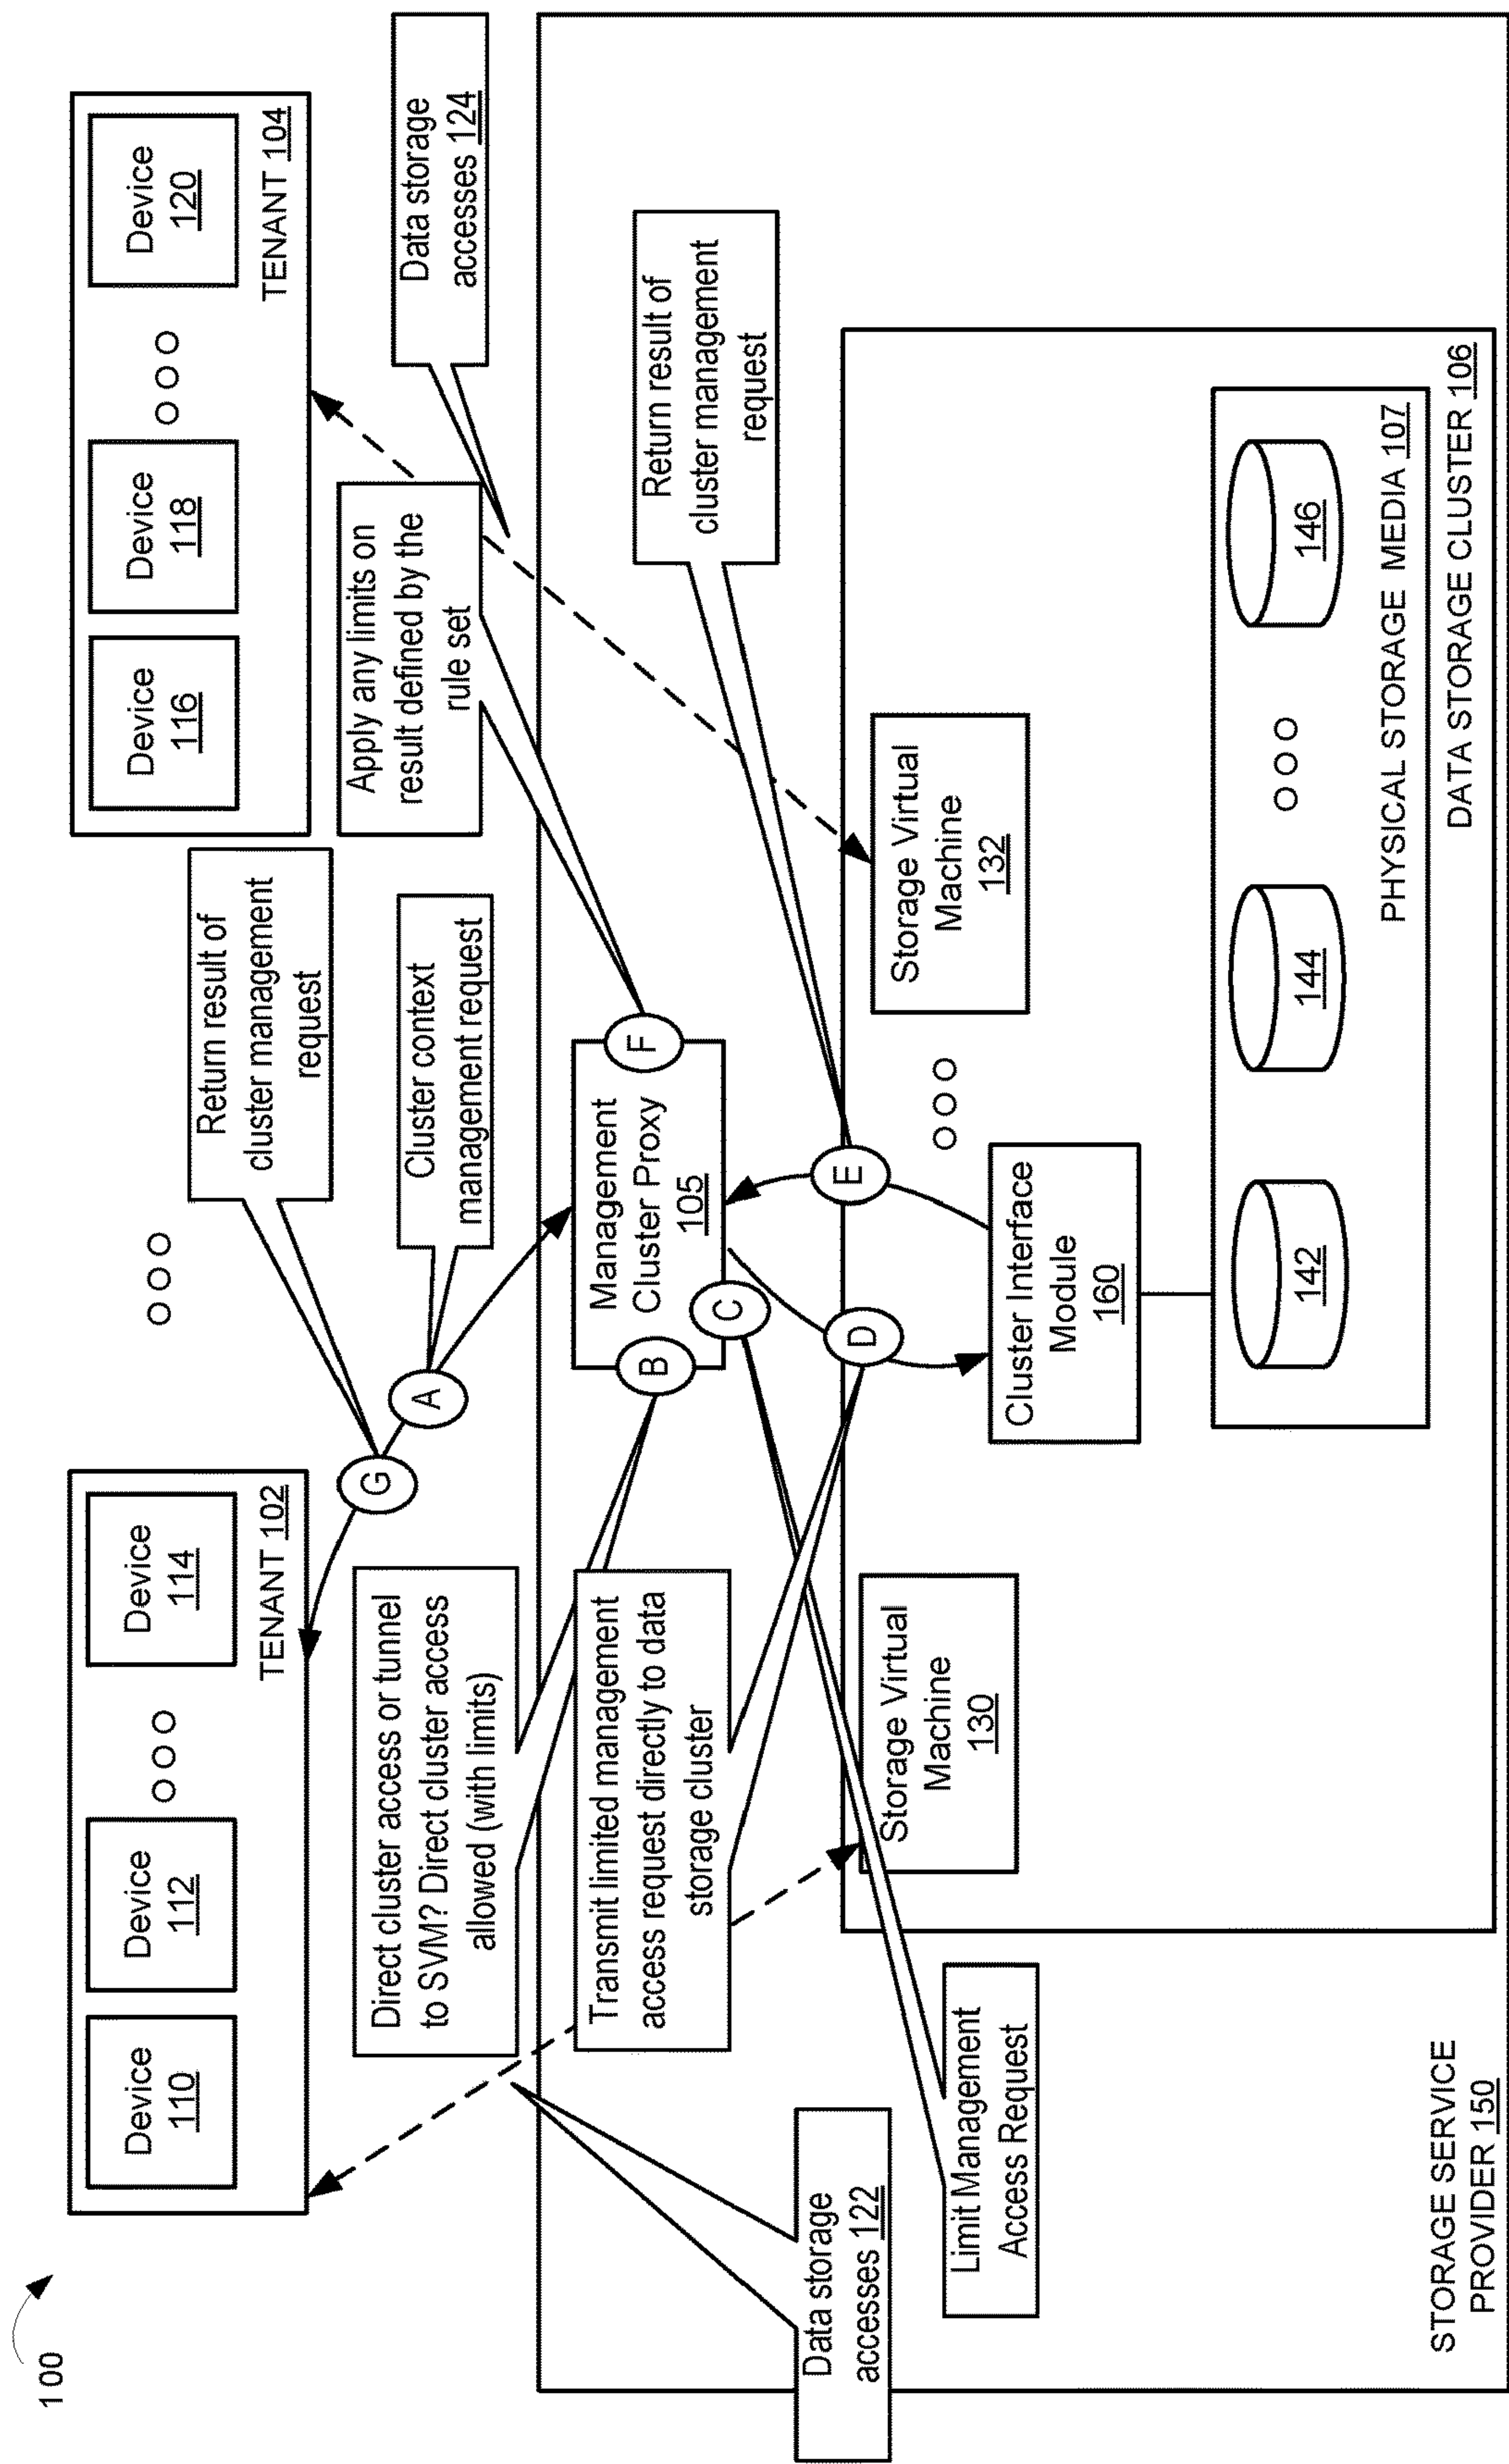 100
Device
110
Device
112
Device
114
TENANT 102
Device
116
Device
118
Device
120
TENANT 104
Return result of
cluster management
request
G
A
Cluster context
management request
Direct cluster access or tunnel
to SVM? Direct cluster access
allowed (with limits)
Apply any limits on
result defined by the
rule set
Data storage
accesses 124
Transmit limited management
access request directly to data
storage cluster
B
Management
Cluster Proxy
105
F
C
Return result of
cluster management
request
Data storage
accesses 122
D
E
Storage Virtual
Machine
130
Storage Virtual
Machine
132
Limit Management
Access Request
Cluster Interface
Module
160
142
144
146
PHYSICAL STORAGE MEDIA 107
DATA STORAGE CLUSTER 106
STORAGE SERVICE
PROVIDER 150